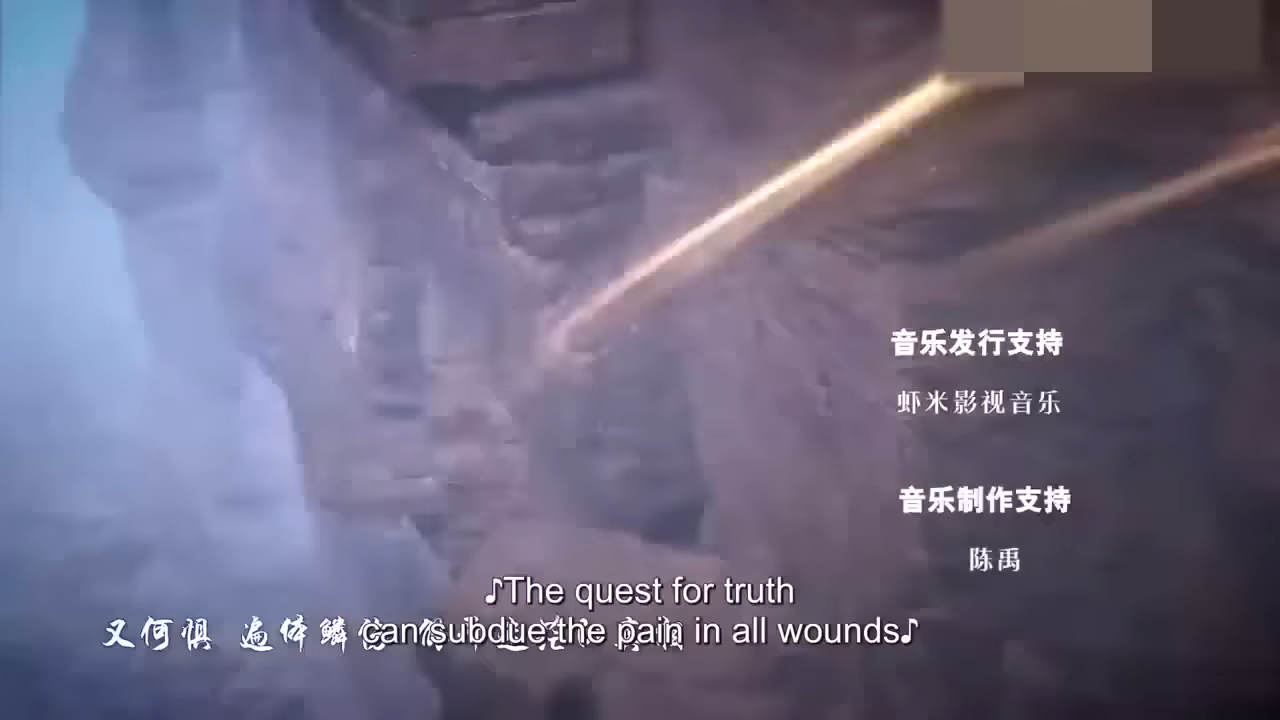 音乐发行支持
虾米影视音乐
音乐制作支持
陈禹
♪The quest for truth
can subdue the pain in all wounds♪
又何惧 遍体鳞